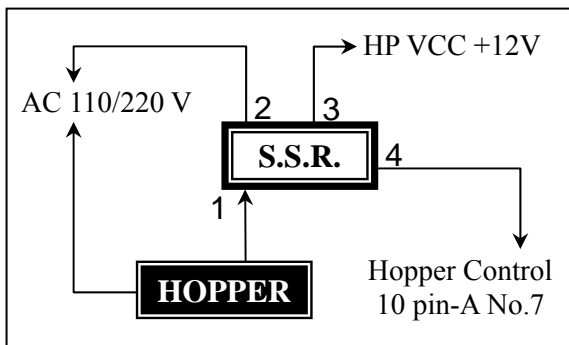 HP VCC +12V
AC 110/220 V
2
3
S.S.R.
4
1
HOPPER
Hopper Control
10 pin-A No.7